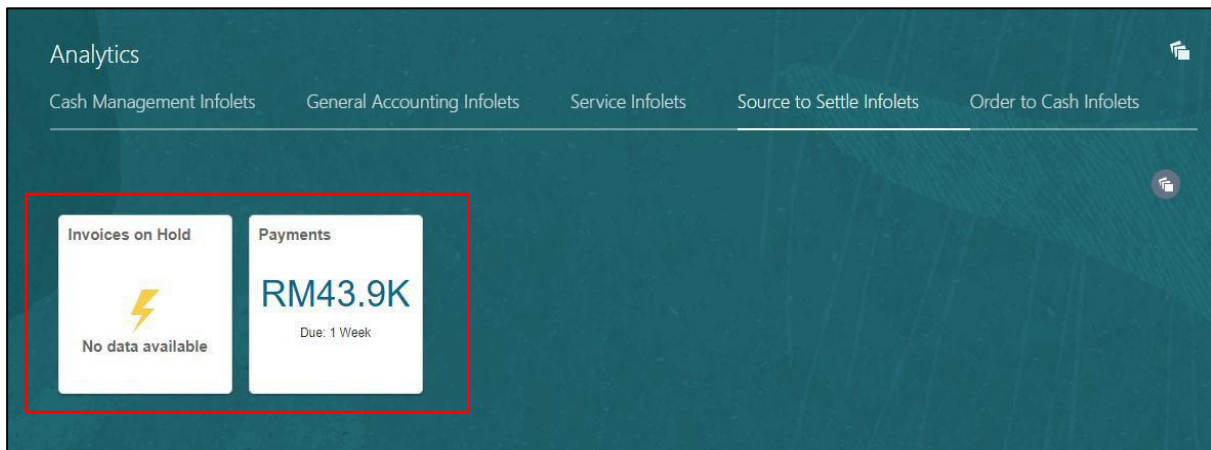 Analytics
Cash Management Infolets General Accounting Infolets Service Infolets Source to Settle Infolets Order to Cash Infolets
Invoices on Hold
No data available
Payments
RM43.9K
Due: 1 Week